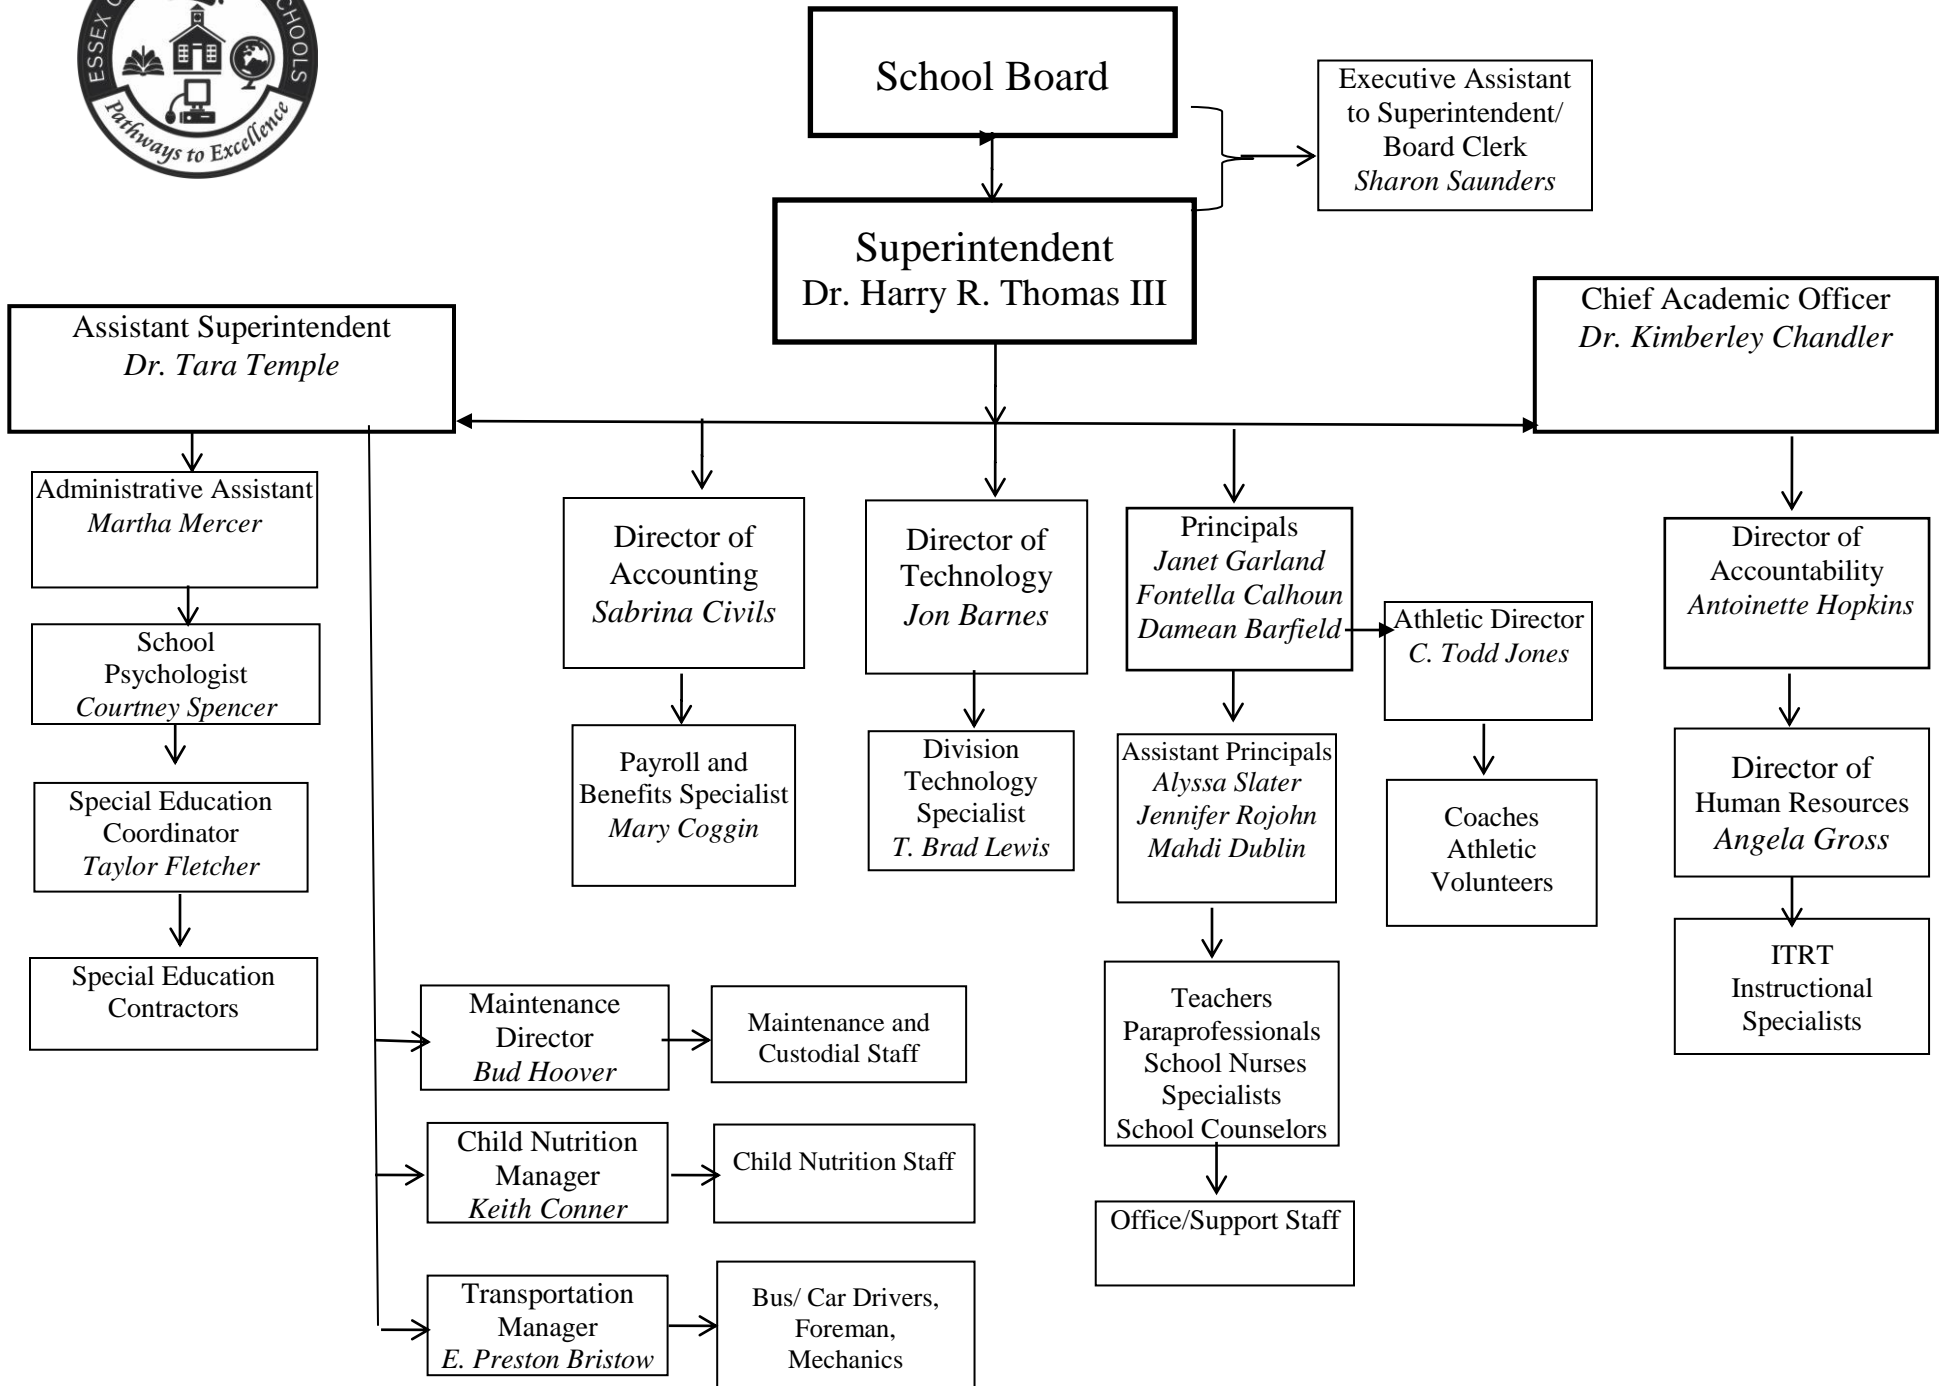 ESSEX
SCHOOLS
Pathways to Excellence
School Board
Executive Assistant
to Superintendent/
Board Clerk
Sharon Saunders
Superintendent
Dr. Harry R. Thomas III
Assistant Superintendent
Dr. Tara Temple
Chief Academic Officer
Dr. Kimberley Chandler
Administrative Assistant
Martha Mercer
School
Psychologist
Courtney Spencer
Special Education
Coordinator
Taylor Fletcher
Special Education
Contractors
Director of
Accounting
Sabrina Civils
Payroll and
Benefits Specialist
Mary Coggin
Director of
Technology
Jon Barnes
Division
Technology
Specialist
T. Brad Lewis
Principals
Janet Garland
Fontella Calhoun
Damean Barfield
Athletic Director
C. Todd Jones
Assistant Principals
Alyssa Slater
Jennifer Rojohn
Mahdi Dublin
Coaches
Athletic
Volunteers
Teachers
Paraprofessionals
School Nurses
Specialists
School Counselors
Office/Support Staff
Director of
Accountability
Antoinette Hopkins
Director of
Human Resources
Angela Gross
ITRT
Instructional
Specialists
Maintenance
Director
Bud Hoover
Maintenance and
Custodial Staff
Child Nutrition
Manager
Keith Conner
Child Nutrition Staff
Transportation
Manager
E. Preston Bristow
Bus/ Car Drivers,
Foreman,
Mechanics